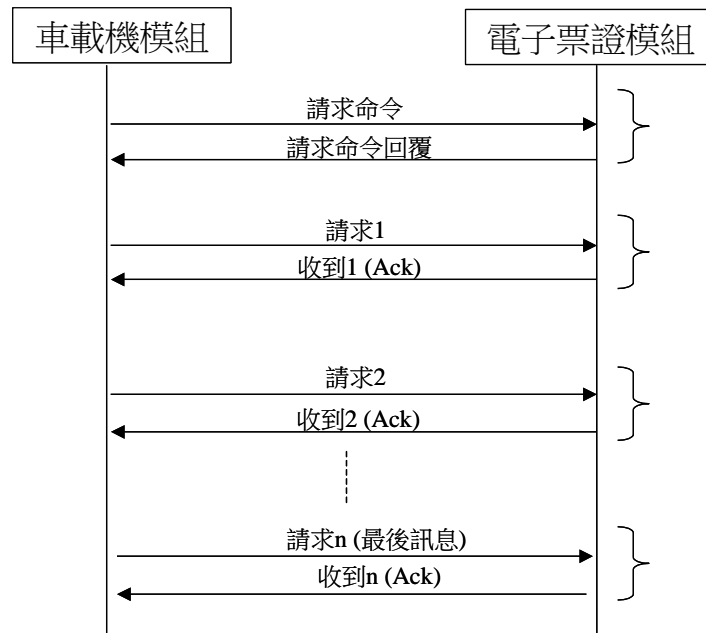 車載機模組
電子票證模組
請求命令
請求命令回覆
請求1
收到1 (Ack)
請求2
收到2 (Ack)
請求n (最後訊息)
收到n (Ack)